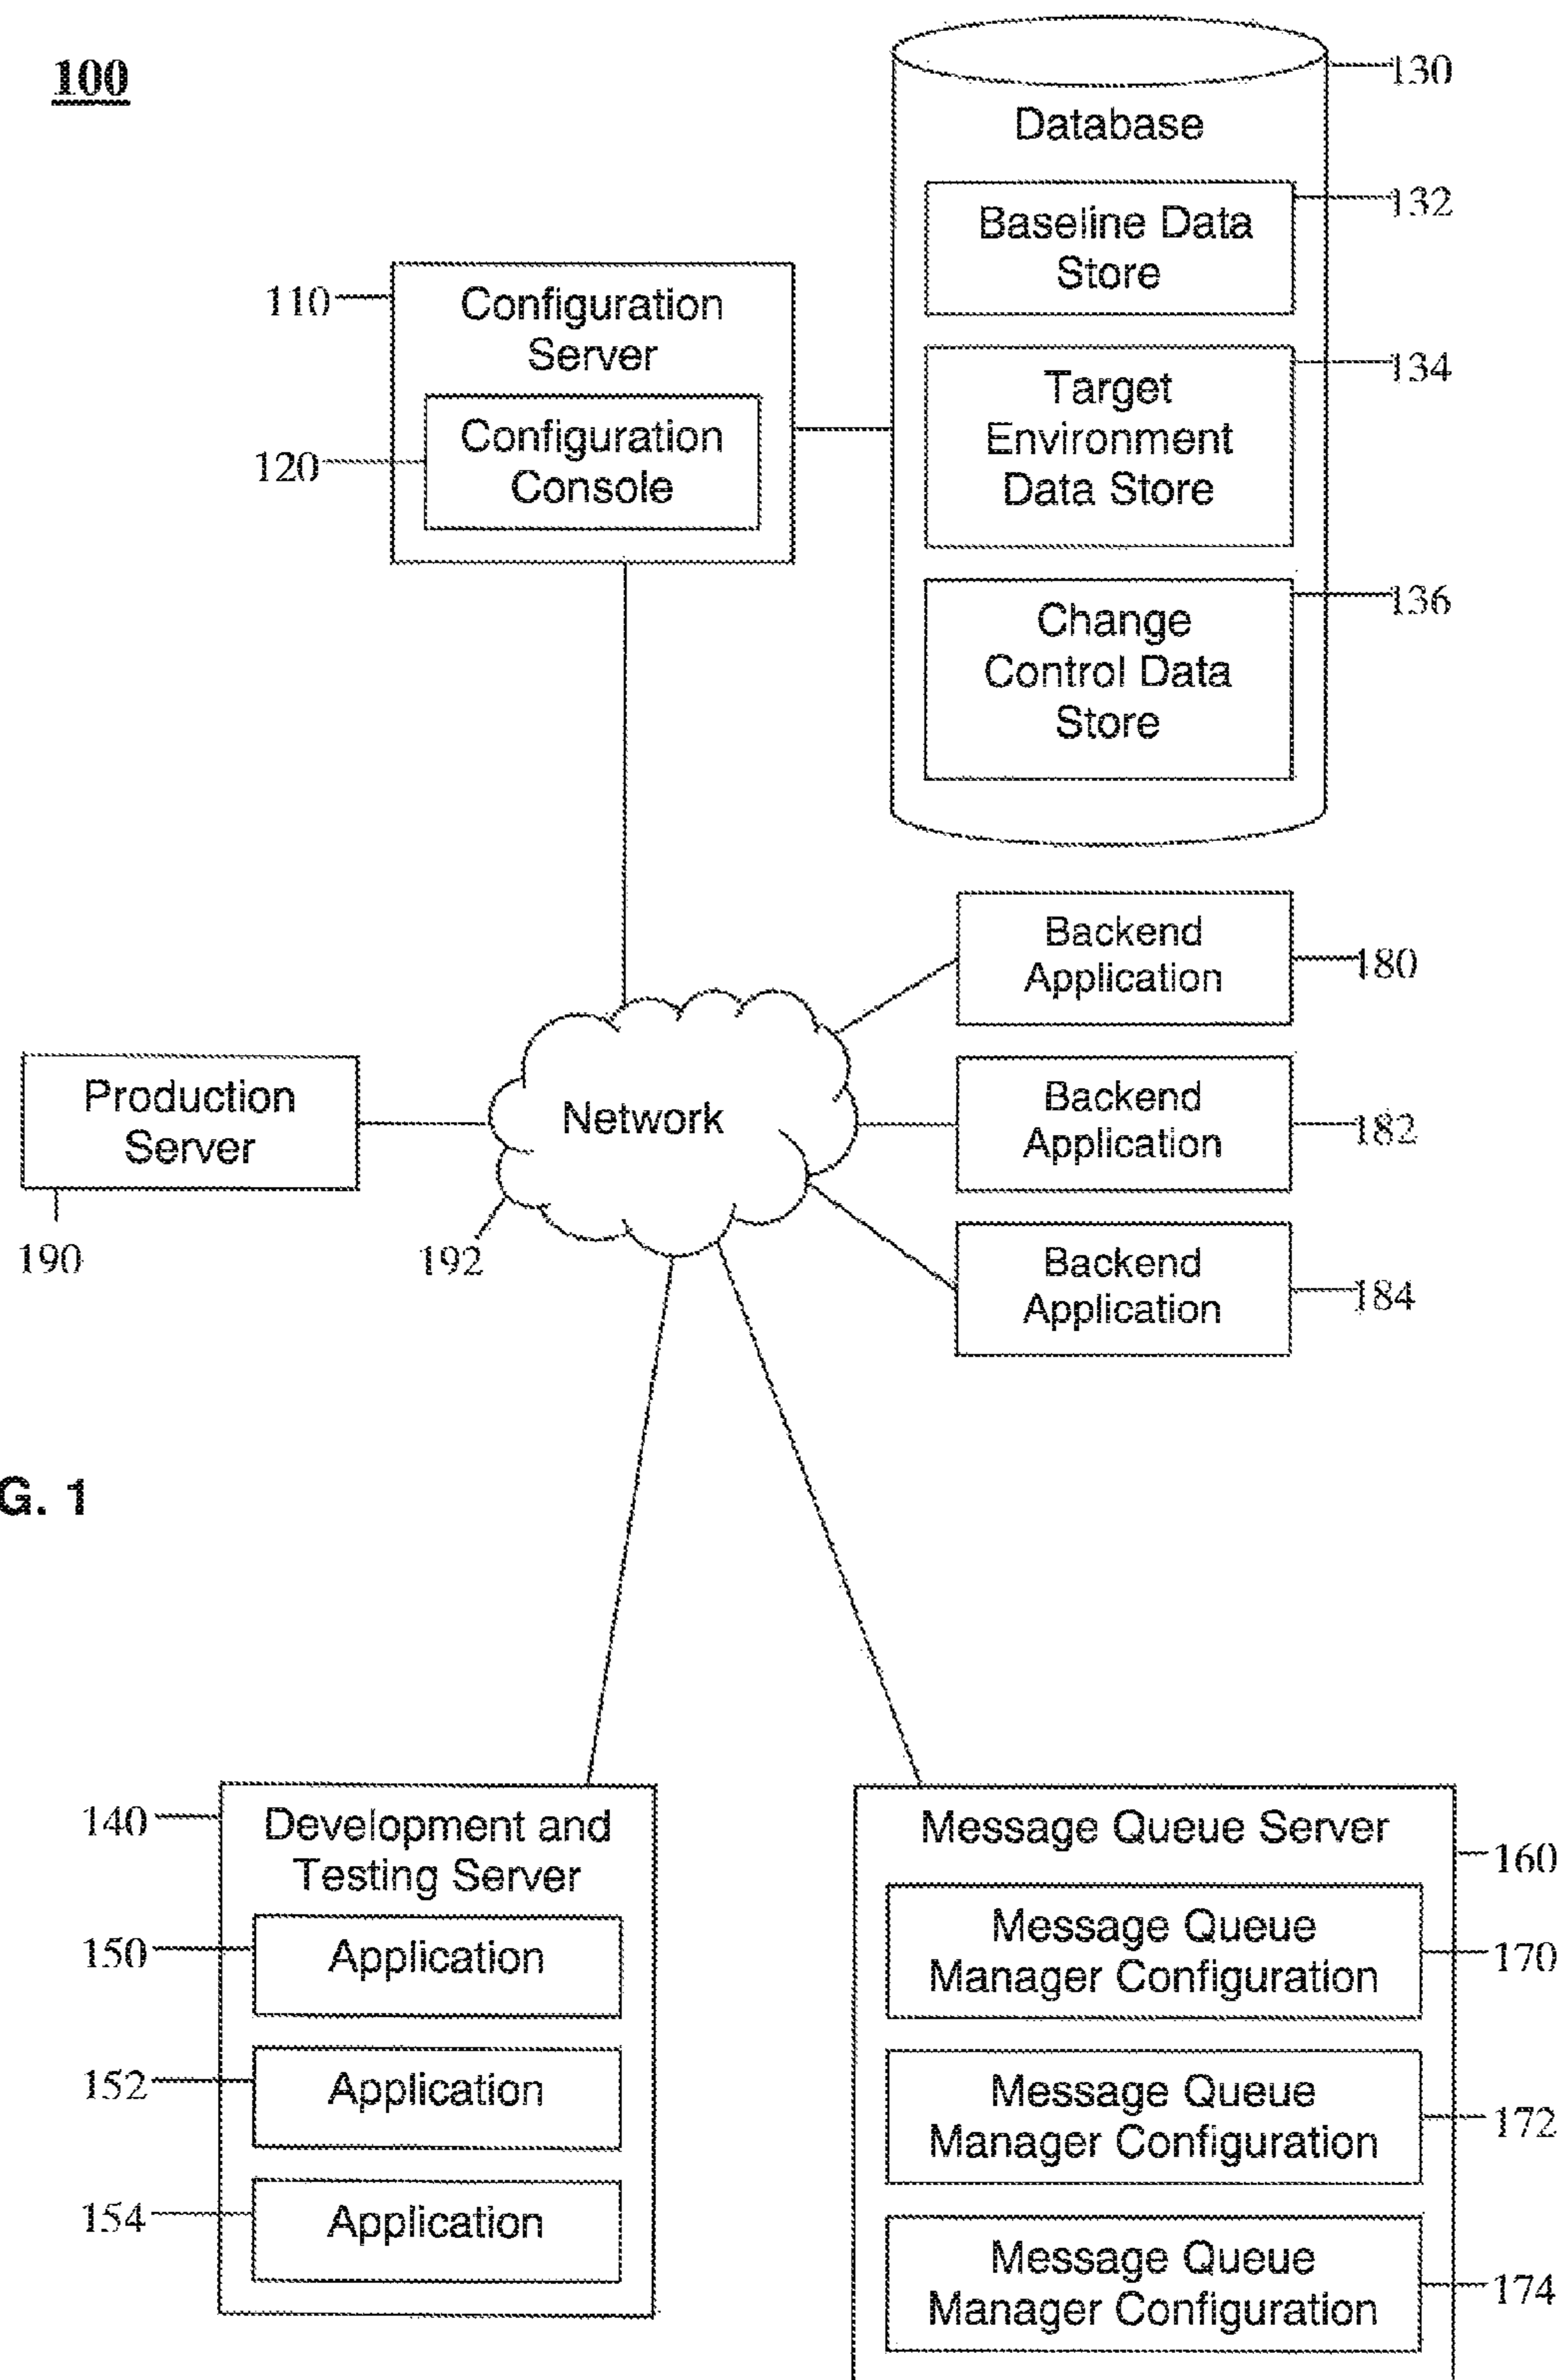 100
130
Database
132
Baseline Data
Store
110
Configuration
Server
134
Target
Environment
Data Store
120
Configuration
Console
136
Change
Control Data
Store
Backend
Application
180
Production
Server
190
Network
192
Backend
Application
182
Backend
Application
184
G. 1
140
Development and
Testing Server
150
Application
152
Application
154
Application
Message Queue Server
160
Message Queue
Manager Configuration
170
Message Queue
Manager Configuration
172
Message Queue
Manager Configuration
174